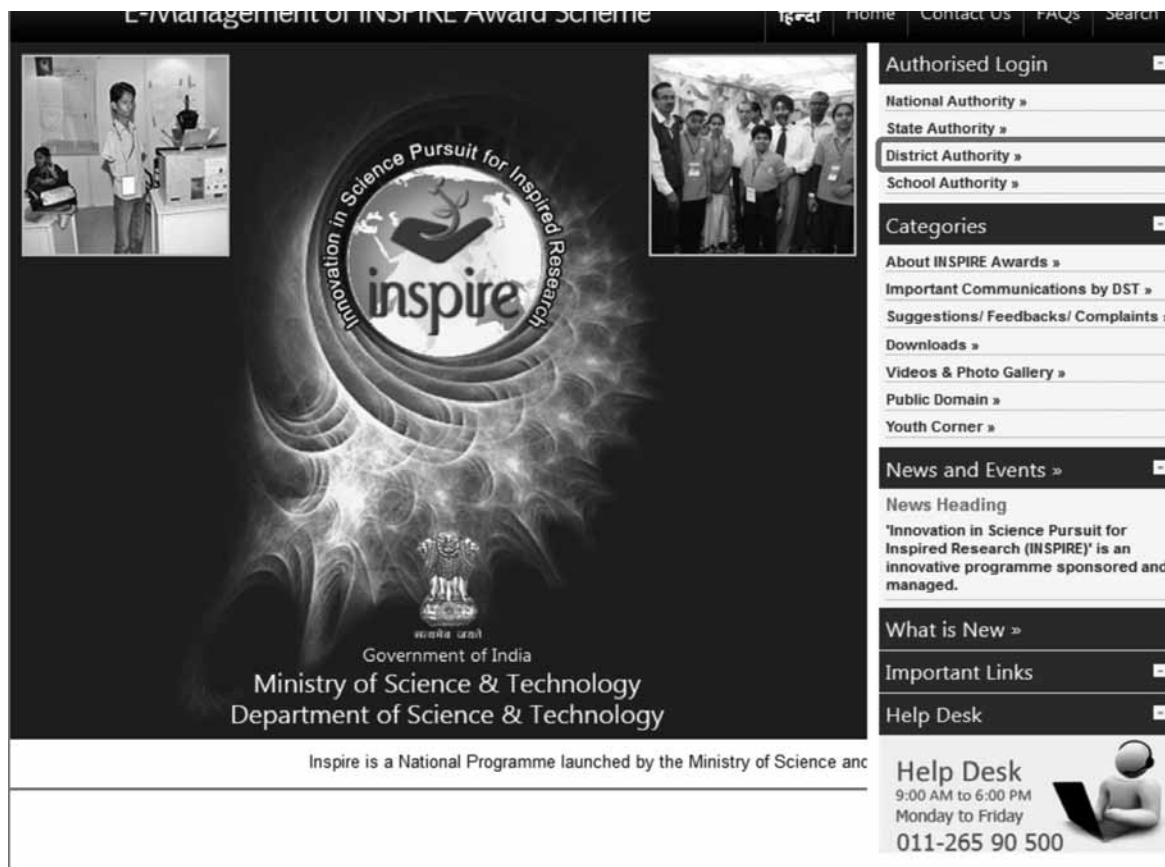 E-Management of INSPIRE Award Scheme
हिन्दी
Home
Contact Us
FAQs
Search
Innovation in Science Pursuit for Inspired Research
inspire
सत्यमेव जयते
Government of India
Ministry of Science & Technology
Department of Science & Technology
Inspire is a National Programme launched by the Ministry of Science and
Authorised Login
National Authority »
State Authority »
District Authority »
School Authority »
Categories
About INSPIRE Awards »
Important Communications by DST »
Suggestions/ Feedbacks/ Complaints »
Downloads »
Videos & Photo Gallery »
Public Domain »
Youth Corner »
News and Events »
News Heading
'Innovation in Science Pursuit for
Inspired Research (INSPIRE)' is an
innovative programme sponsored and
managed.
What is New »
Important Links
Help Desk
Help Desk
9:00 AM to 6:00 PM
Monday to Friday
011-265 90 500